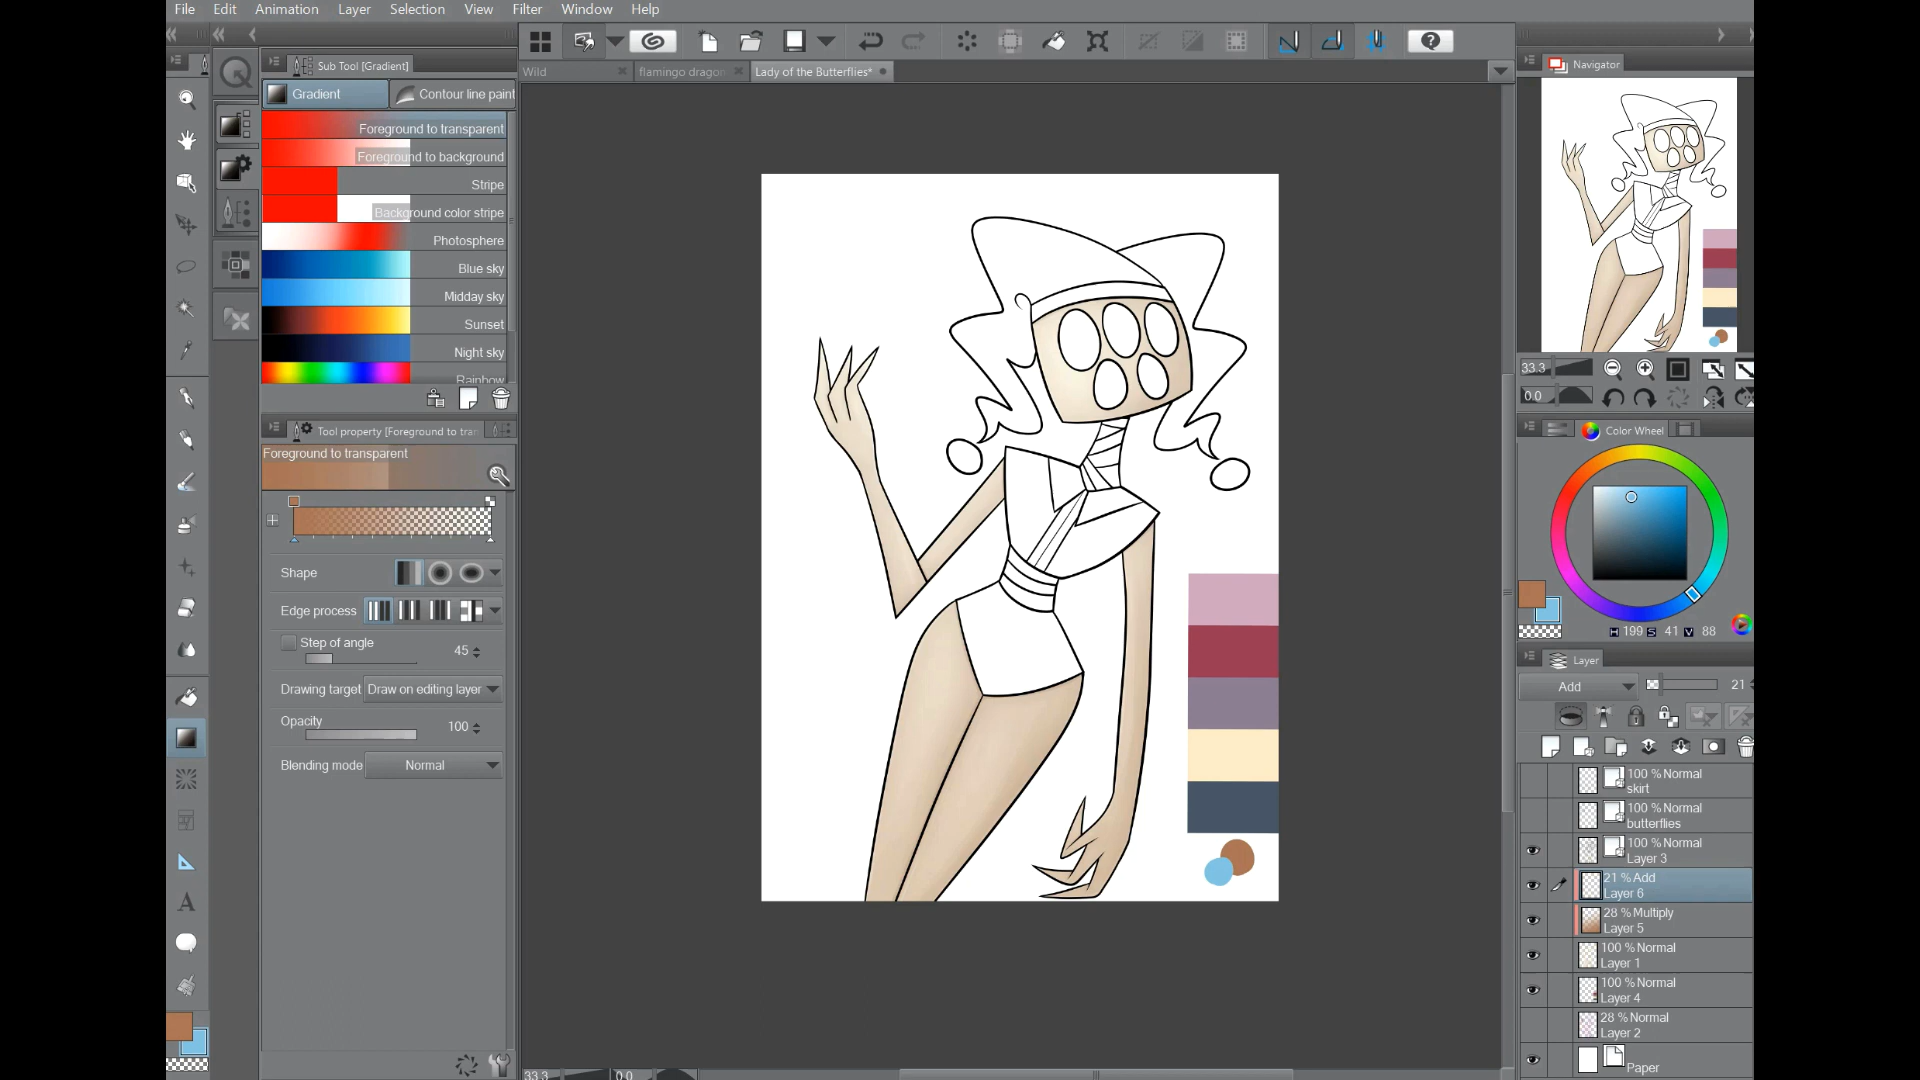 File Edit Animation Layer Selection View Filter Window Help
Sub Tool [Gradient]
Gradient
Contour line paint
Foreground to transparent
Foreground to background
Stripe
Background color stripe
Photosphere
Blue sky
Midday sky
Sunset
Night sky
Rainbow
Tool property [Foreground to tran
Foreground to transparent
Shape
Edge process
Step of angle
45
Drawing target Draw on editing layer
Opacity
100
Blending mode Normal
Wild
flamingo dragon
Lady of the Butterflies*
33.3
0.0
Navigator
33.3
0.0
Color Wheel
H 199 S 41 V 88
Layer
Add
21
100 % Normal
skirt
100 % Normal
butterflies
100 % Normal
Layer 3
21 % Add
Layer 6
28 % Multiply
Layer 5
100 % Normal
Layer 1
100 % Normal
Layer 4
28 % Normal
Layer 2
Paper